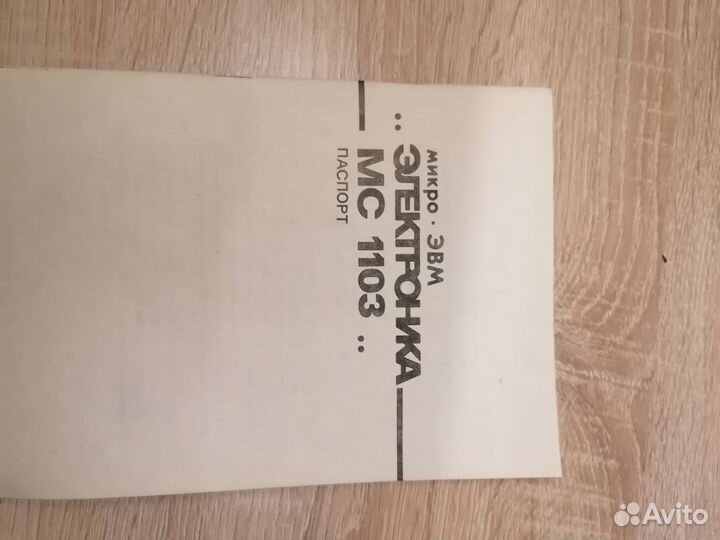 микро · ЭВМ
„ЭЛЕКТРОНИКА
МС 1103"
ПАСПОРТ
Avito